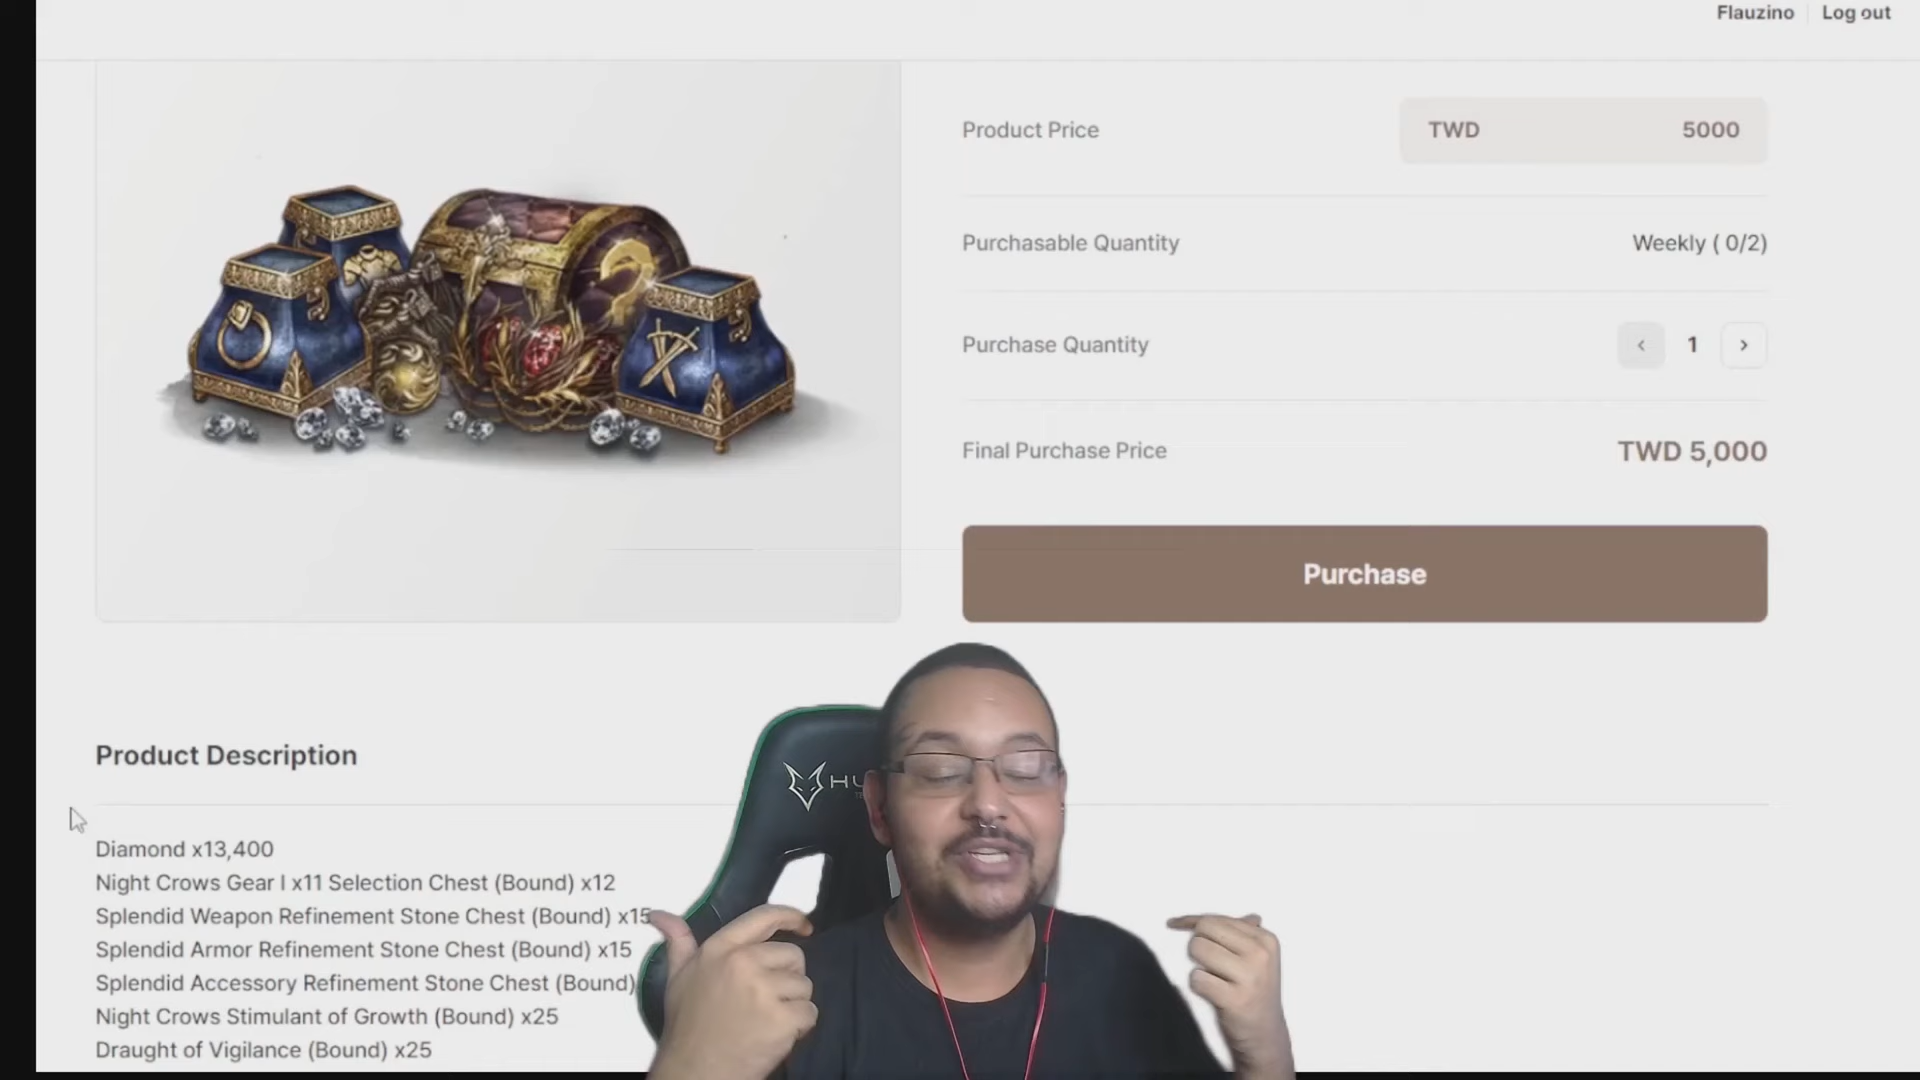 Flauzino
Log out
Product Price
TWD
5000
Purchasable Quantity
Weekly ( 0/2)
Purchase Quantity
1
Final Purchase Price
TWD 5,000
Purchase
Product Description
Diamond x13,400
Night Crows Gear I x11 Selection Chest (Bound) x12
Splendid Weapon Refinement Stone Chest (Bound) x15
Splendid Armor Refinement Stone Chest (Bound) x15
Splendid Accessory Refinement Stone Chest (Bound)
Night Crows Stimulant of Growth (Bound) x25
Draught of Vigilance (Bound) x25